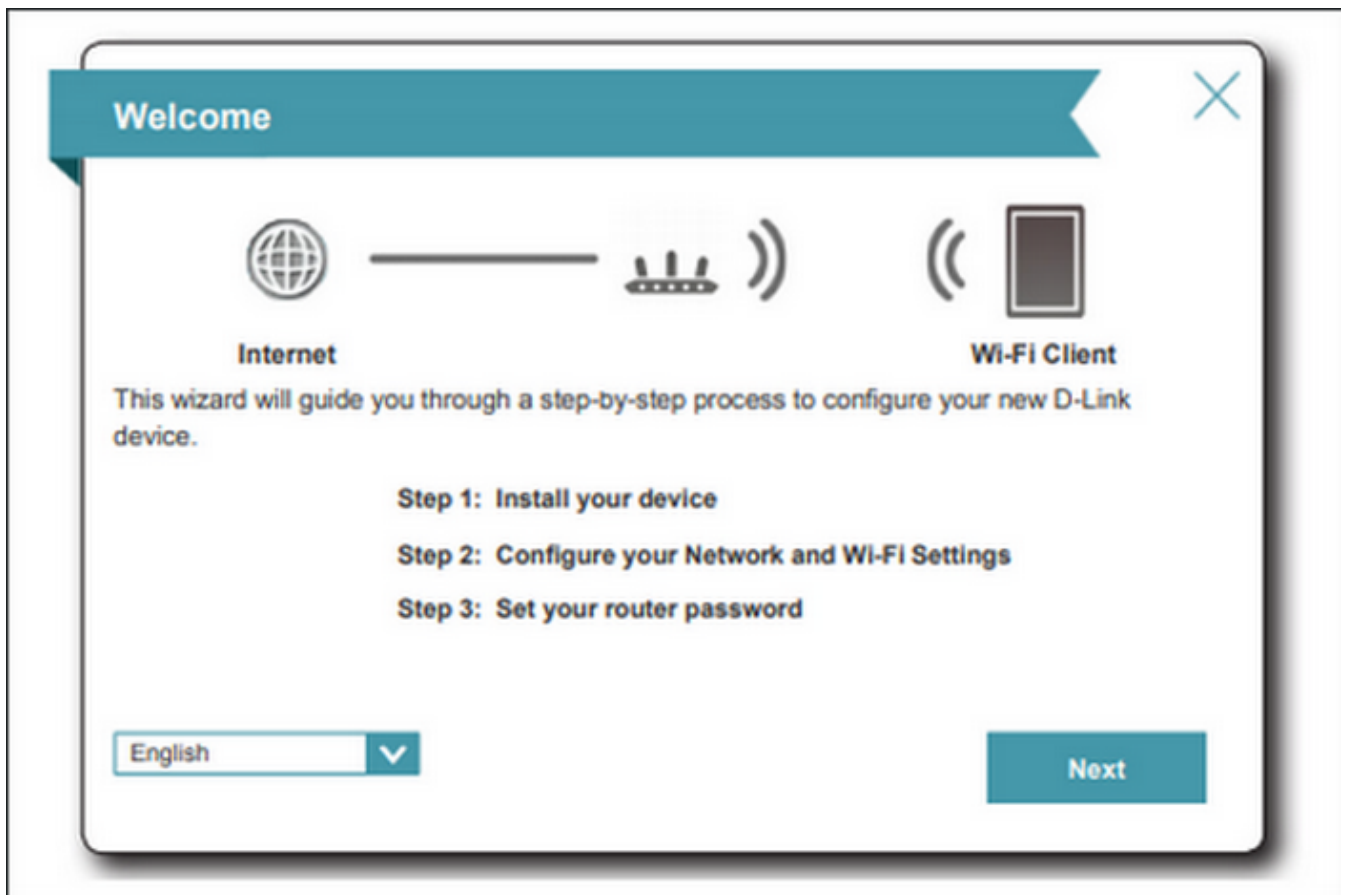 Welcome
Internet
Wi-Fi Client
This wizard will guide you through a step-by-step process to configure your new D-Link
device.
Step 1: Install your device
Step 2: Configure your Network and Wi-Fi Settings
Step 3: Set your router password
English
Next